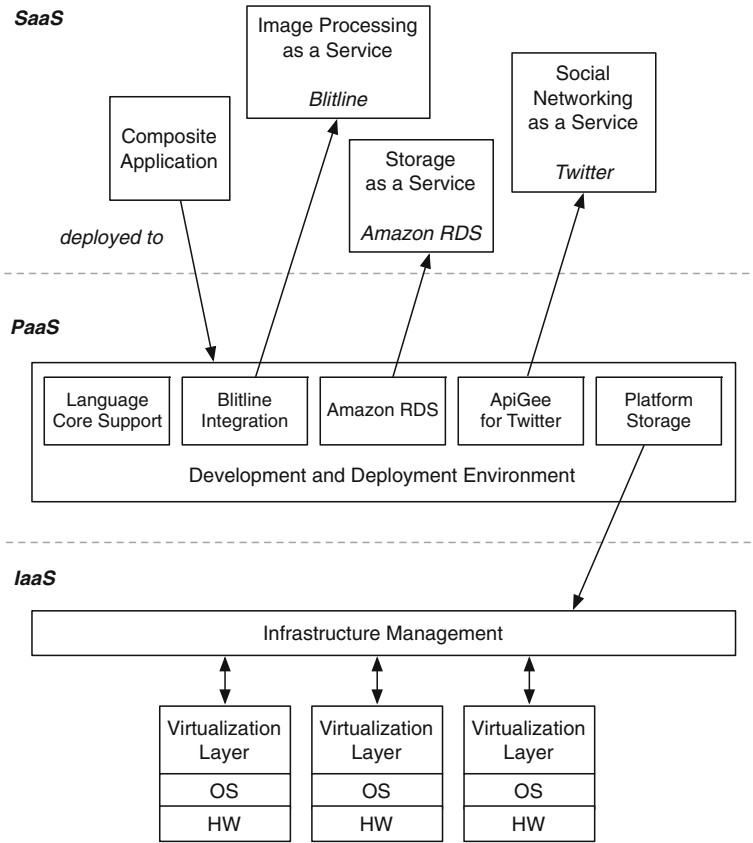 SaaS
Image Processing
as a Service
Blitline
Social
Networking
as a Service
Twitter
Composite
Application
Storage
as a Service
Amazon RDS
deployed to
PaaS
Language
Core Support
Blitline
Integration
Amazon RDS
ApiGee
for Twitter
Platform
Storage
Development and Deployment Environment
IaaS
Infrastructure Management
Virtualization
Layer
OS
HW
Virtualization
Layer
OS
HW
Virtualization
Layer
OS
HW